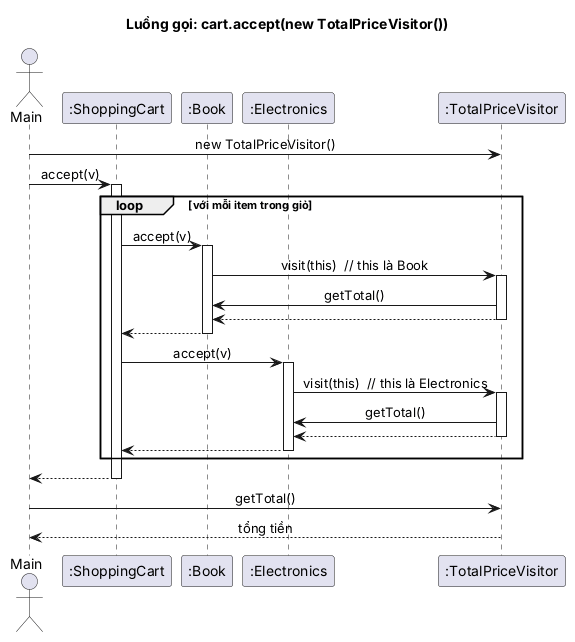 Luồng gọi: cart.accept(new TotalPriceVisitor())
Main
:ShoppingCart
:Book
:Electronics
:TotalPriceVisitor
new TotalPriceVisitor()
accept(v)
loop
[với mỗi item trong giỏ]
accept(v)
visit(this)  // this là Book
getTotal()
accept(v)
visit(this)  // this là Electronics
getTotal()
getTotal()
tổng tiền
Main
:ShoppingCart
:Book
:Electronics
:TotalPriceVisitor